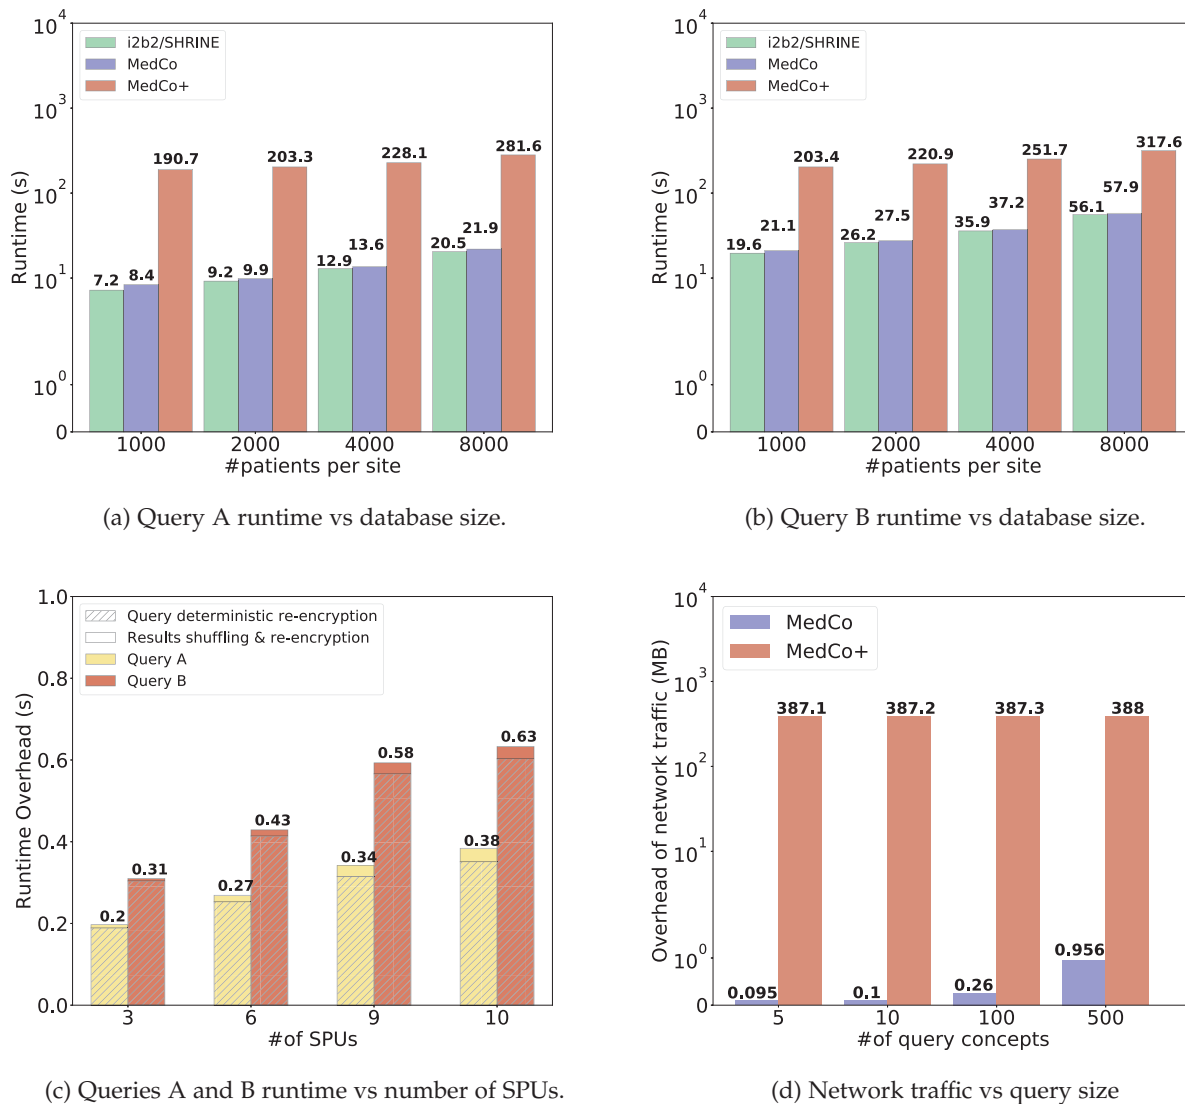 10^4
10^3
10^2
10^1
10^0
0
Runtime (s)
i2b2/SHRINE
MedCo
MedCo+
7.2 8.4 190.7 9.2 9.9 203.3 12.9 13.6 228.1 20.5 21.9 281.6
1000 2000 4000 8000
#patients per site
(a) Query A runtime vs database size.
10^4
10^3
10^2
10^1
10^0
0
Runtime (s)
i2b2/SHRINE
MedCo
MedCo+
19.6 21.1 203.4 26.2 27.5 220.9 35.9 37.2 251.7 56.1 57.9 317.6
1000 2000 4000 8000
#patients per site
(b) Query B runtime vs database size.
1.0
0.8
0.6
0.4
0.2
0.0
Runtime Overhead (s)
Query deterministic re-encryption
Results shuffling & re-encryption
Query A
Query B
0.2 0.31 0.27 0.43 0.34 0.58 0.38 0.63
3 6 9 10
#of SPUs
(c) Queries A and B runtime vs number of SPUs.
10^4
10^3
10^2
10^1
10^0
0
Overhead of network traffic (MB)
MedCo
MedCo+
0.095 387.1 0.1 387.2 0.26 387.3 0.956 388
5 10 100 500
#of query concepts
(d) Network traffic vs query size